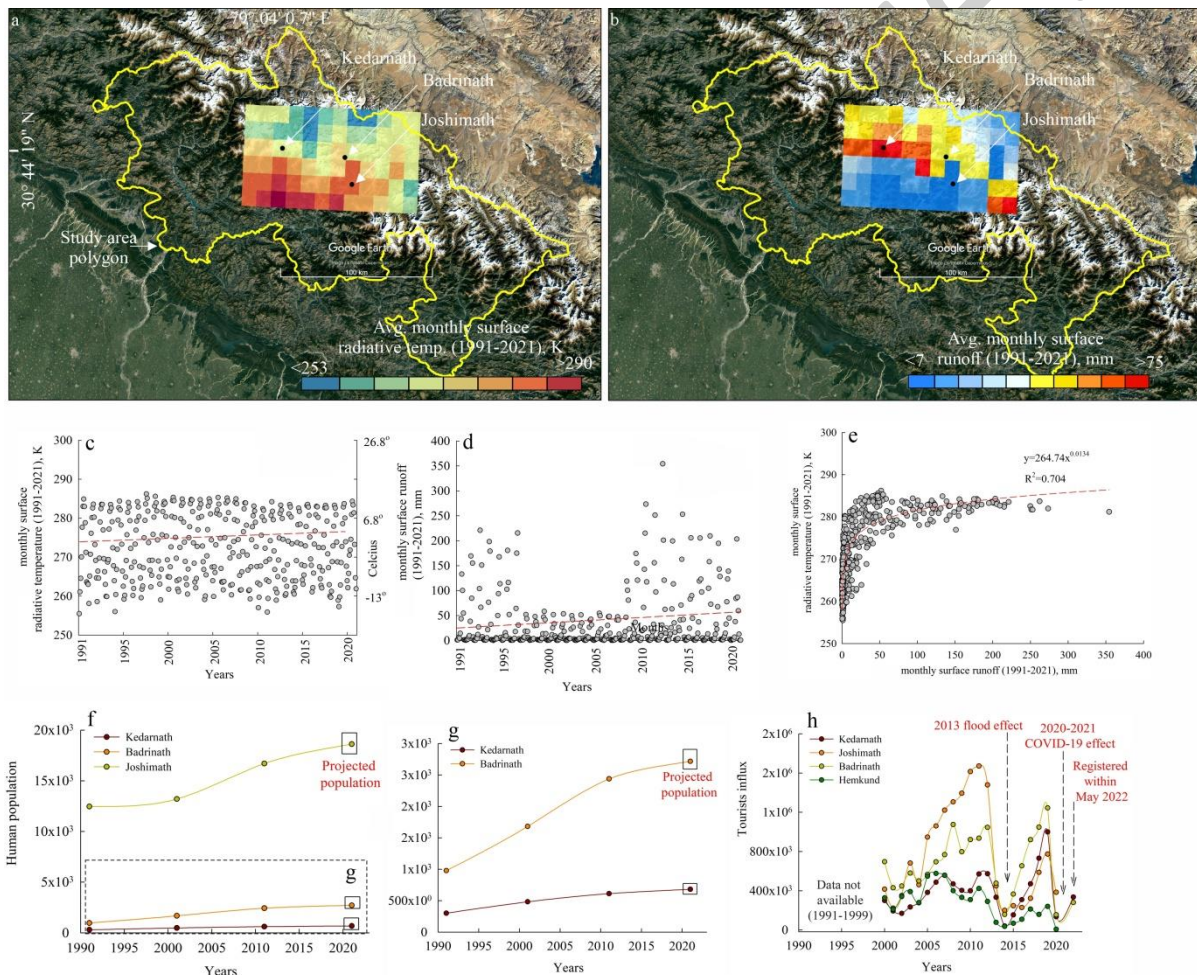 a
79° 04' 0.7" E
Kedarnath
Badrinath
Joshimath
30° 44' 19" N
Study area
polygon
Google Earth
100 km
Avg. monthly surface
radiative temp. (1991-2021), K
<253
>290
b
Kedarnath
Badrinath
Joshimath
Google Earth
100 km
Avg. monthly surface
runoff (1991-2021), mm
<7
>75
c
monthly surface
radiative temperature (1991-2021), K
300
290
280
270
260
250
26.8°
6.8°
-13°
Celcius
1991
1995
2000
2005
2010
2015
2020
Years
d
monthly surface runoff
(1991-2021), mm
400
350
300
250
200
150
100
50
0
Months
1991
1995
2000
2005
2010
2015
2020
Years
e
monthly surface
radiative temperature (1991-2021), K
300
290
280
270
260
250
y=264.74x^0.0134
R²=0.704
0
50
100
150
200
250
300
350
400
monthly surface runoff (1991-2021), mm
f
Human population
20x10³
15x10³
10x10³
5x10³
0
Kedarnath
Badrinath
Joshimath
Projected
population
g
1990
1995
2000
2005
2010
2015
2020
Years
g
3x10³
3x10³
2x10³
2x10³
1x10³
500x10⁰
0
Kedarnath
Badrinath
Projected
population
1990
1995
2000
2005
2010
2015
2020
Years
h
Tourists influx
2x10⁶
2x10⁶
1x10⁶
800x10³
400x10³
0
Kedarnath
Joshimath
Badrinath
Hemkund
2013 flood effect
2020-2021
COVID-19 effect
Registered
within
May 2022
Data not
available
(1991-1999)
1990
1995
2000
2005
2010
2015
2020
Years